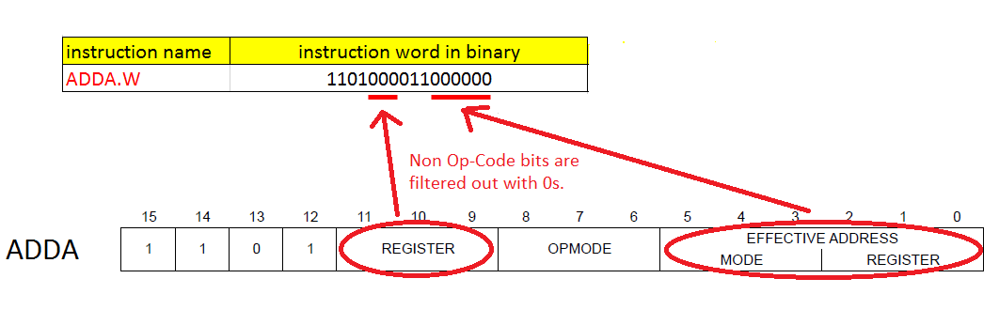 instruction name instruction word in binary
ADDA.W 1101000011000000
Non Op-Code bits are
filtered out with 0s.
15 14 13 12 11 10 9 8 7 6 5 4 3 2 1 0
ADDA 1 1 0 1 REGISTER OPMODE EFFECTIVE ADDRESS
MODE REGISTER